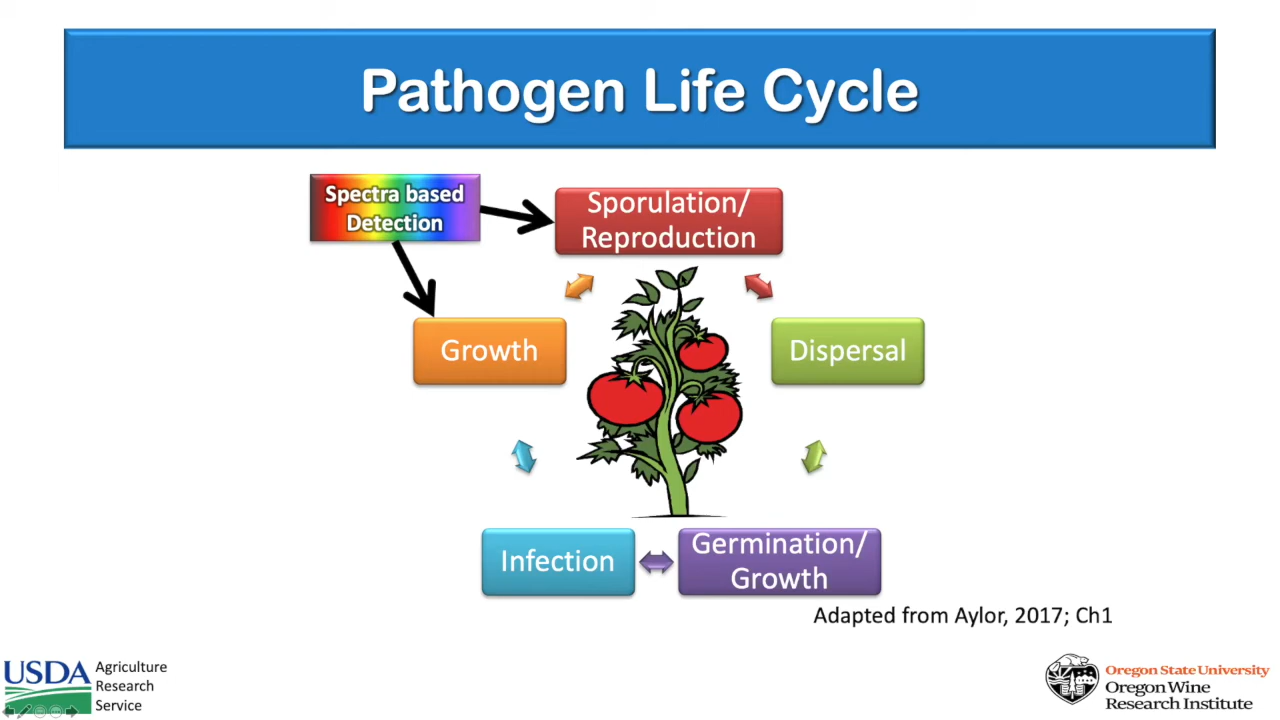 Pathogen Life Cycle
Spectra based
Detection
Sporulation/
Reproduction
Growth
Dispersal
Infection
Germination/
Growth
Adapted from Aylor, 2017; Ch1
USDA
Agriculture
Research
Service
Oregon State University
Oregon Wine
Research Institute